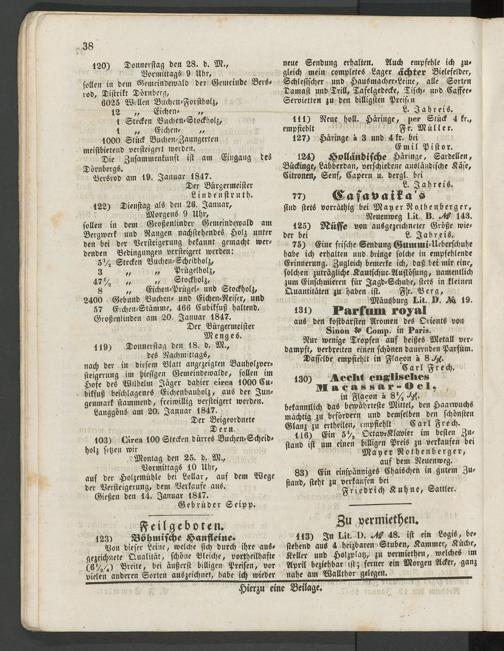 38
120) Donnerstag den 28. d. M.,
Vormittags 9 Uhr,
sollen in dem Gemeindewald der Gemeinde Bers-
rod, Distrikt Dörnberg,
6025 Wellen Buchen-Forstholz,
12 „ Eichen- „
1 Stecken Buchen-Stockholz,
1 „ Eichen- „
1000 Stück Buchen-Zaungerten
meistbietend versteigert werden.
Die Zusammenkunft ist am Eingang des
Dörnbergs.
Bersrod am 19. Januar 1847.
Der Bürgermeister
Lindenstruth.
122) Dienstag als den 26. Januar,
Morgens 9 Uhr,
sollen in dem Großenlinder Gemeindewald am
Bergwerk und Rangen nachstehendes Holz unter
den bei der Versteigerung bekannt gemacht wer-
denden Bedingungen versteigert werden:
5½ Stecken Buchen-Scheidholz,
3 „ „ Prügelholz,
47¼ „ „ Stockholz,
8 „ Eichen-Prügel- und Stockholz,
2400 Gebund Buchen- und Eichen-Reiser, und
57 Eichen-Stämme, 466 Cubikfuß haltend.
Großenlinden am 20. Januar 1847.
Der Bürgermeister
Menges.
119) Donnerstag den 18. d. M.,
des Nachmittags,
nach der in diesem Blatt angezeigten Bauholzver-
steigerung im hiesigen Gemeindewalde, sollen im
Hofe des Wilhelm Jäger dahier circa 1000 Cu-
bikfuß beschlagenes Eichenbauholz, aus der Jun-
genmark stammend, freiwillig versteigert werden.
Langgöns am 20. Januar 1847.
Der Beigeordnete
Dern.
103) Circa 100 Stecken dürres Buchen-Scheid-
holz setzen wir
Montag den 25. d. M.,
Vormittags 10 Uhr,
auf der Holzmühle bei Lollar, auf dem Wege
der Versteigerung, dem Verkaufe aus.
Gießen den 14. Januar 1847.
Gebrüder Seipp.
Feilgeboten.
123) Böhmische Hanfleine.
Von dieser Leine, welche sich durch ihre aus-
gezeichnete Qualität, schöne Bleiche, vortheilhafte
(6¼/₄) Breite, bei äußerst billigen Preisen, vor
vielen anderen Sorten auszeichnet, habe ich wieder
neue Sendung erhalten. Auch empfehle ich zu-
gleich mein completes Lager ächter Bielefelder,
Schlesischer und Hausmacher-Leine, alle Sorten
Damast und Drill, Tafelgedecke, Tisch- und Caffee-
Servietten zu den billigsten Preisen
L. Jahreis.
111) Neue holl. Häringe, per Stück 4 kr.,
empfiehlt Fr. Müller.
127) Häringe à 3 und 4 kr. bei
Emil Pistor.
124) Holländische Häringe, Sardellen,
Bückinge, Labberdan, verschiedene ausländische Käse,
Citronen, Senf, Capern u. dergl. bei
L. Jahreis.
77) Casavaika's
sind stets vorräthig bei Mayer Rothenberger,
Neuenweg Lit. B. № 143.
125) Nüsse von ausgezeichneter Größe wie-
der bei L. Jahreis.
75) Eine frische Sendung Gummi-Ueberschuhe
habe ich erhalten und bringe solche in empfehlende
Erinnerung. Zugleich bemerke ich, daß bei mir eine,
solchen zuträgliche Kautschuc-Auflösung, namentlich
zum Einschmieren für Jagd-Schuhe, stets in kleinen
Quantitäten zu haben ist. Fhr. Berg,
Mäusburg Lit. D. № 19.
131) Parfum royal
aus den kostbarsten Aromen des Orients von
Sinon & Comp. in Paris.
Nur wenige Tropfen auf heißes Metall ver-
dampft, verbreiten einen schönen dauernden Parfüm.
Dasselbe empfiehlt in Flaçon à 8
Carl Frech.
130) Aecht englisches
Macassar-Oel,
in Flaçon à 8½
bekanntlich das bewährteste Mittel, den Haarwuchs
zu befördern und demselben den schönsten
Glanz zu ertheilen, empfiehlt Carl Frech.
116) Ein 5½ Octave-Klavier im besten Zu-
stand ist um einen billigen Preis zu verkaufen bei
Mayer Rothenberger,
auf dem Neuenweg.
83) Ein einspänniges Chaischen in gutem Zu-
stand, steht zu verkaufen bei
Friedrich Kuhne, Sattler.
Zu vermiethen.
113) In Lit. D. № 48. ist ein Logis, be-
stehend aus 4 heizbaren Stuben, Kammer, Küche,
Keller und Holzplatz, zu vermiethen, welches im
April beziehbar ist; ferner ein Morgen Acker, ganz
nahe am Wallthor gelegen.
Hierzu eine Beilage.